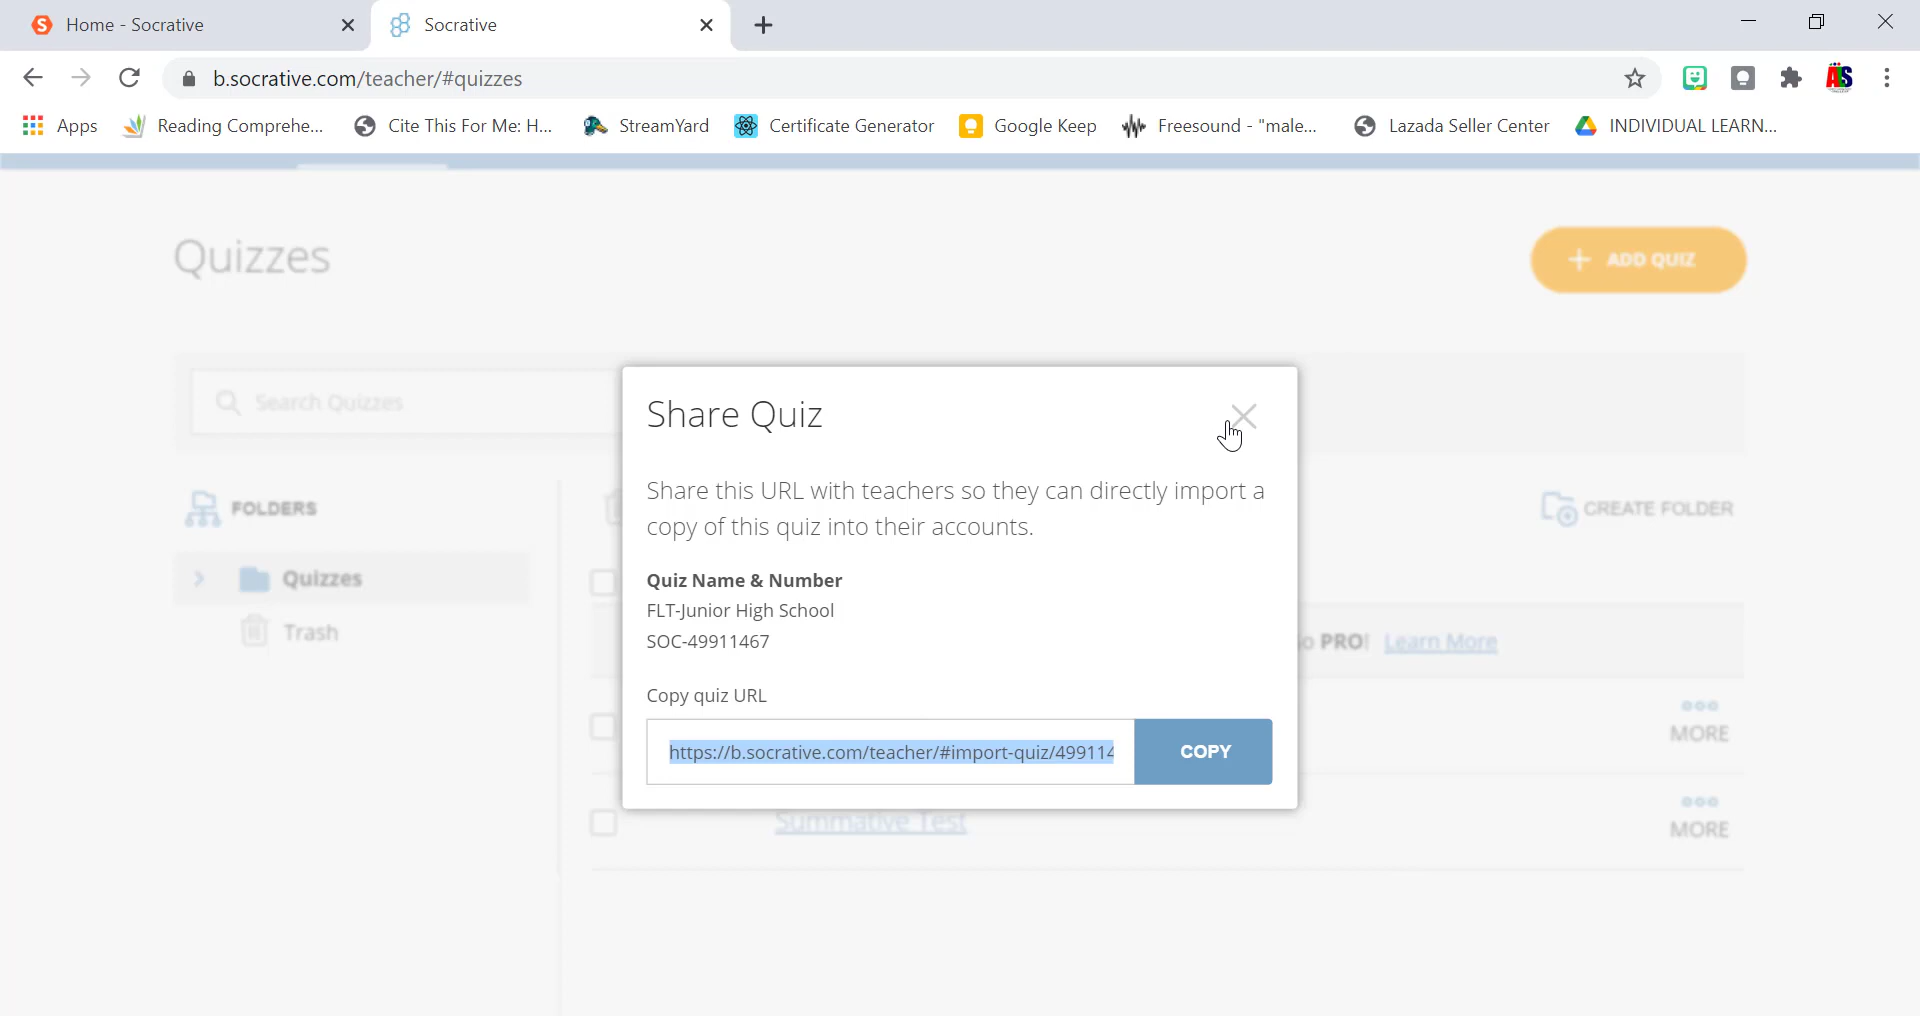 Home - Socrative
Socrative
b.socrative.com/teacher/#quizzes
Apps
Reading Comprehe...
Cite This For Me: H...
StreamYard
Certificate Generator
Google Keep
Freesound - "male...
Lazada Seller Center
INDIVIDUAL LEARN...
Quizzes
ADD QUIZ
Search Quizzes
Share Quiz
Share this URL with teachers so they can directly import a
copy of this quiz into their accounts.
FOLDERS
CREATE FOLDER
Quizzes
Trash
Quiz Name & Number
FLT-Junior High School
SOC-49911467
PRO! Learn More
Copy quiz URL
https://b.socrative.com/teacher/#import-quiz/499114
COPY
MORE
Summative Test
MORE